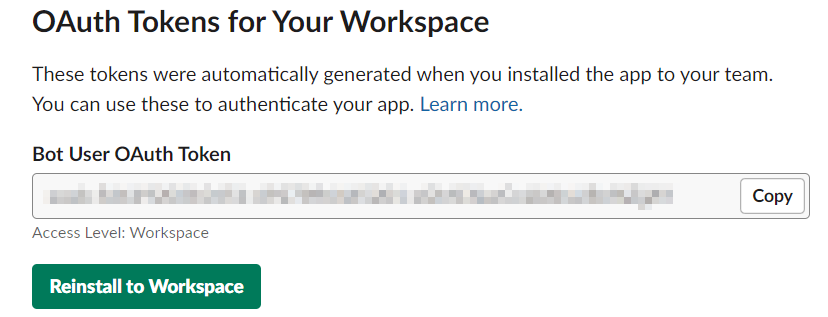 OAuth Tokens for Your Workspace
These tokens were automatically generated when you installed the app to your team.
You can use these to authenticate your app. Learn more.
Bot User OAuth Token
Copy
Access Level: Workspace
Reinstall to Workspace